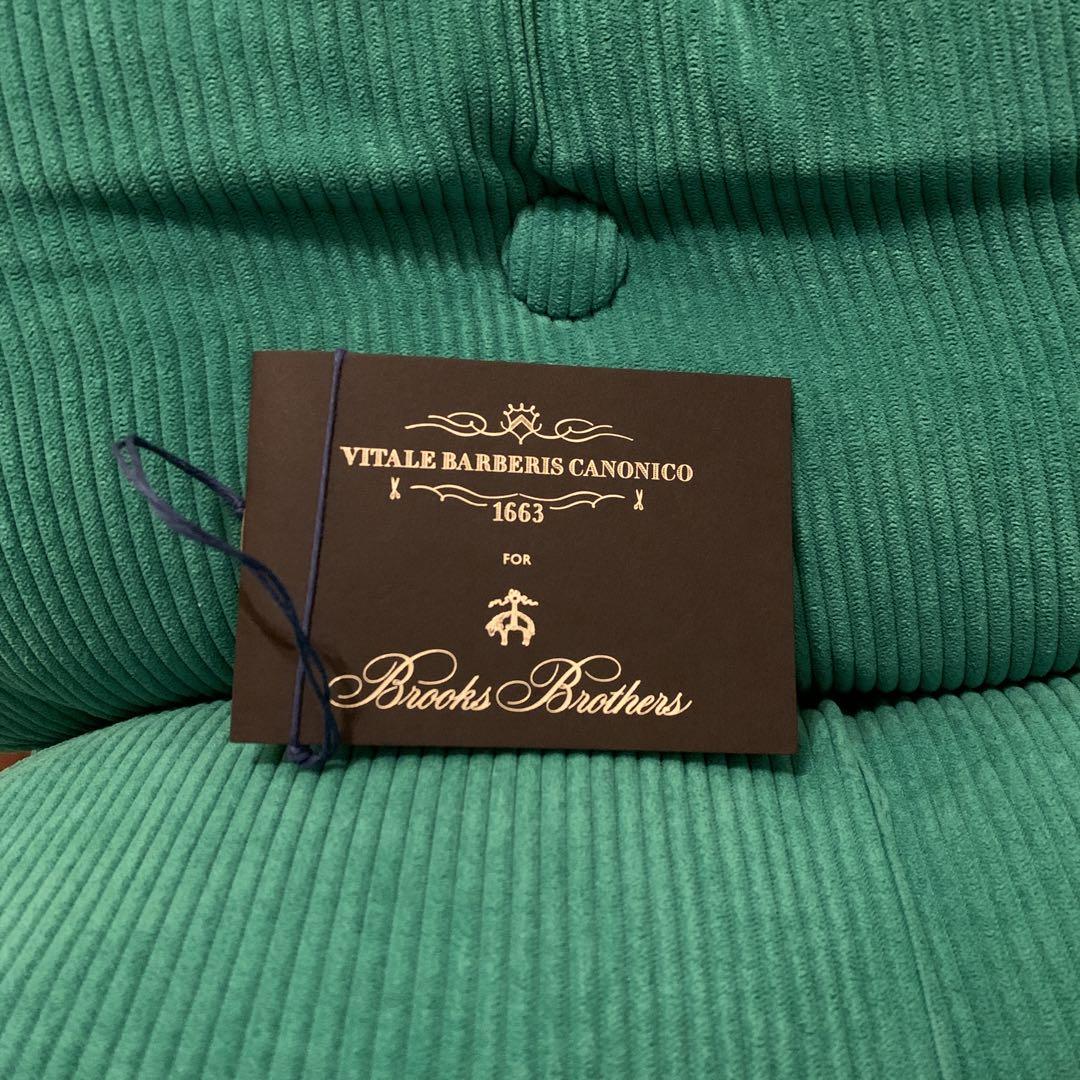 VITALE BARBERIS CANONICO
1663
FOR
Brooks Brothers